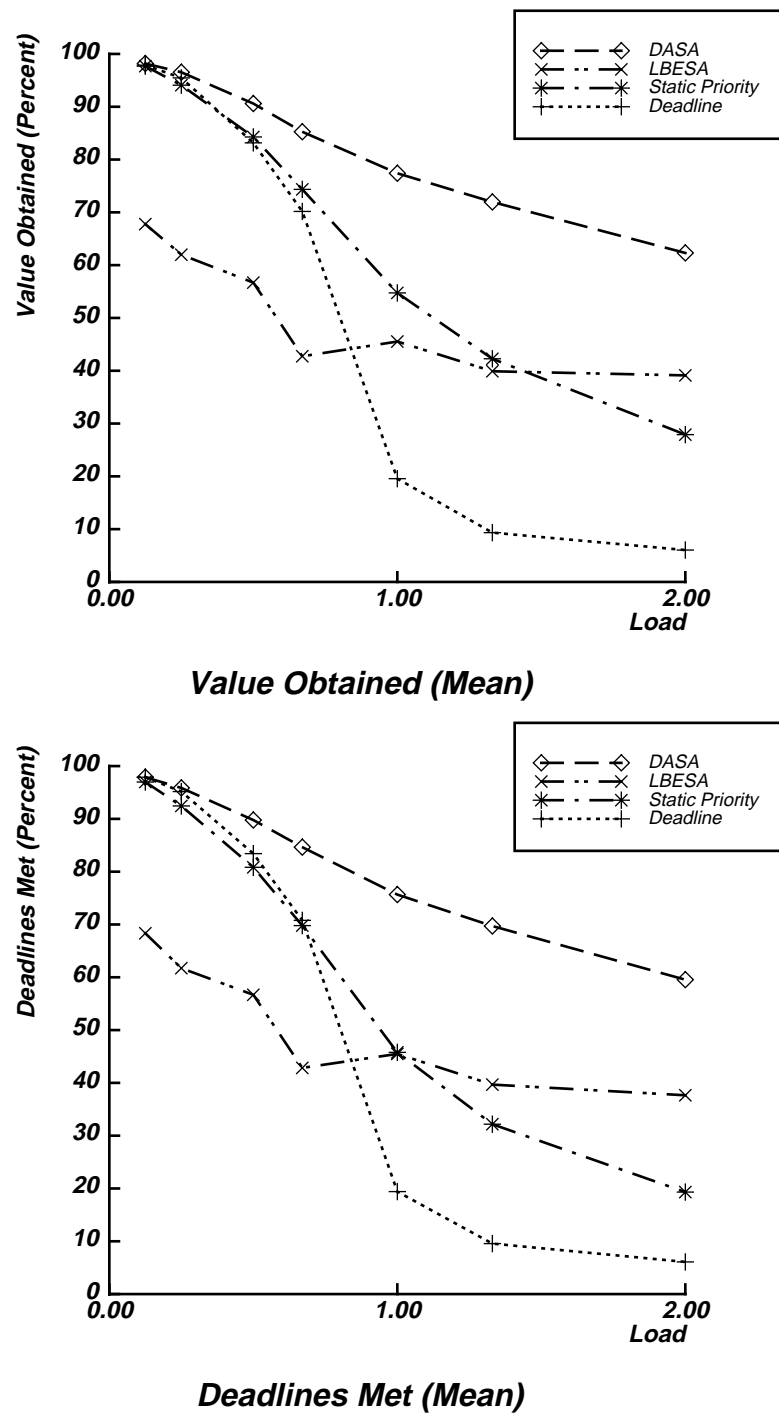 DASA
LBESA
Static Priority
Deadline
Value Obtained (Percent)
100
90
80
70
60
50
40
30
20
10
0
0.00
1.00
2.00
Load
Value Obtained (Mean)
DASA
LBESA
Static Priority
Deadline
Deadlines Met (Percent)
100
90
80
70
60
50
40
30
20
10
0
0.00
1.00
2.00
Load
Deadlines Met (Mean)